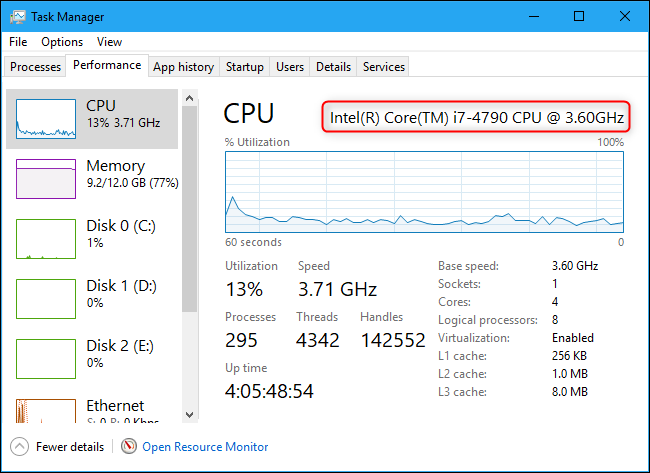 Task Manager
File Options View
Processes Performance App history Startup Users Details Services
CPU
13% 3.71 GHz
Memory
9.2/12.0 GB (77%)
Disk 0 (C:)
1%
Disk 1 (D:)
0%
Disk 2 (E:)
0%
Ethernet
CPU
Intel(R) Core(TM) i7-4790 CPU @ 3.60GHz
% Utilization 100%
60 seconds 0
Utilization Speed
13% 3.71 GHz
Processes Threads Handles
295 4342 142552
Up time
4:05:48:54
Base speed: 3.60 GHz
Sockets: 1
Cores: 4
Logical processors: 8
Virtualization: Enabled
L1 cache: 256 KB
L2 cache: 1.0 MB
L3 cache: 8.0 MB
Fewer details Open Resource Monitor